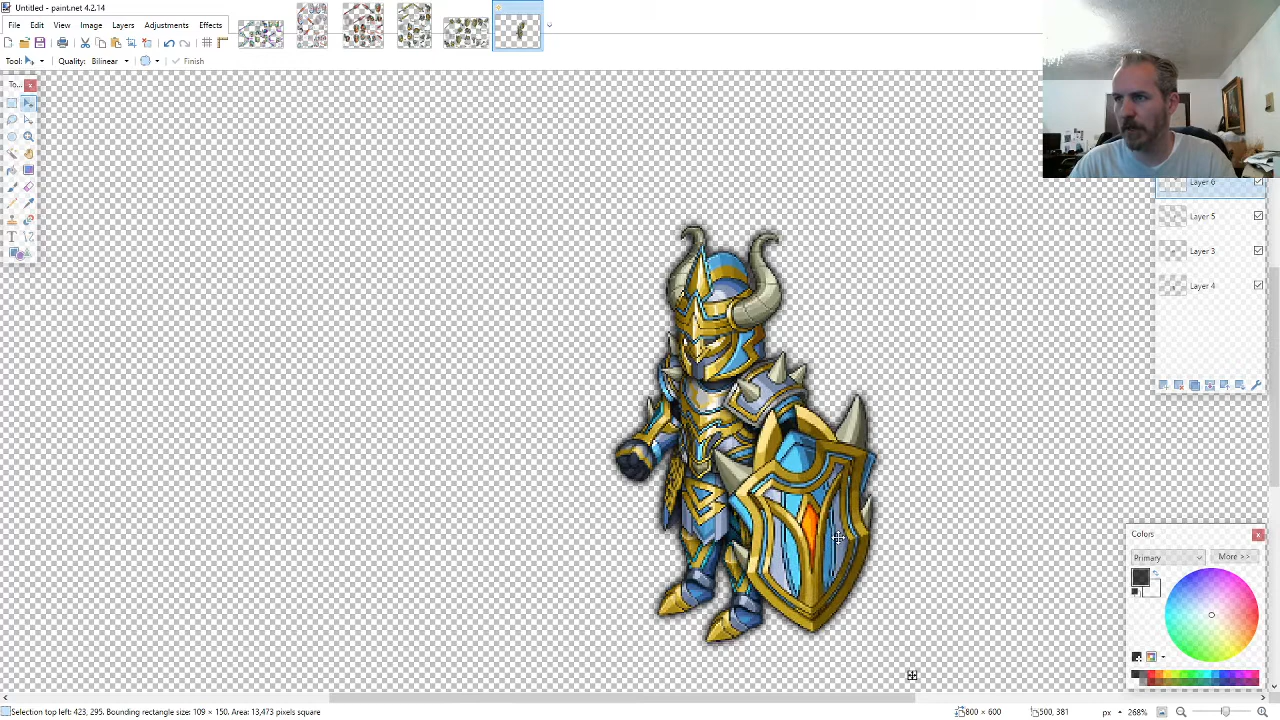 Untitled - paint.net 4.2.14
File Edit View Image Layers Adjustments Effects
Tool: Quality: Bilinear Finish
To...
T
Layer 6
Layer 5
Layer 3
Layer 4
Colors
Primary More >>
Selection top left: 423, 295. Bounding rectangle size: 109 × 150. Area: 13,473 pixels square 800 × 600 500, 381 px 268%